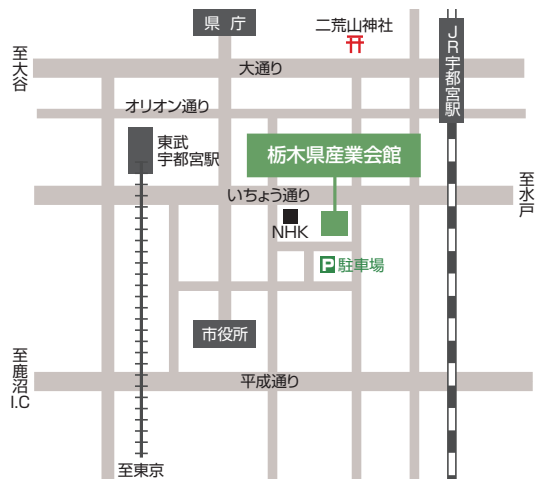 県 庁
二荒山神社
JR宇都宮駅
至大谷
大通り
オリオン通り
東武
宇都宮駅
栃木県産業会館
至水戸
いちょう通り
NHK
P 駐車場
市役所
至鹿沼
I.C
平成通り
至東京